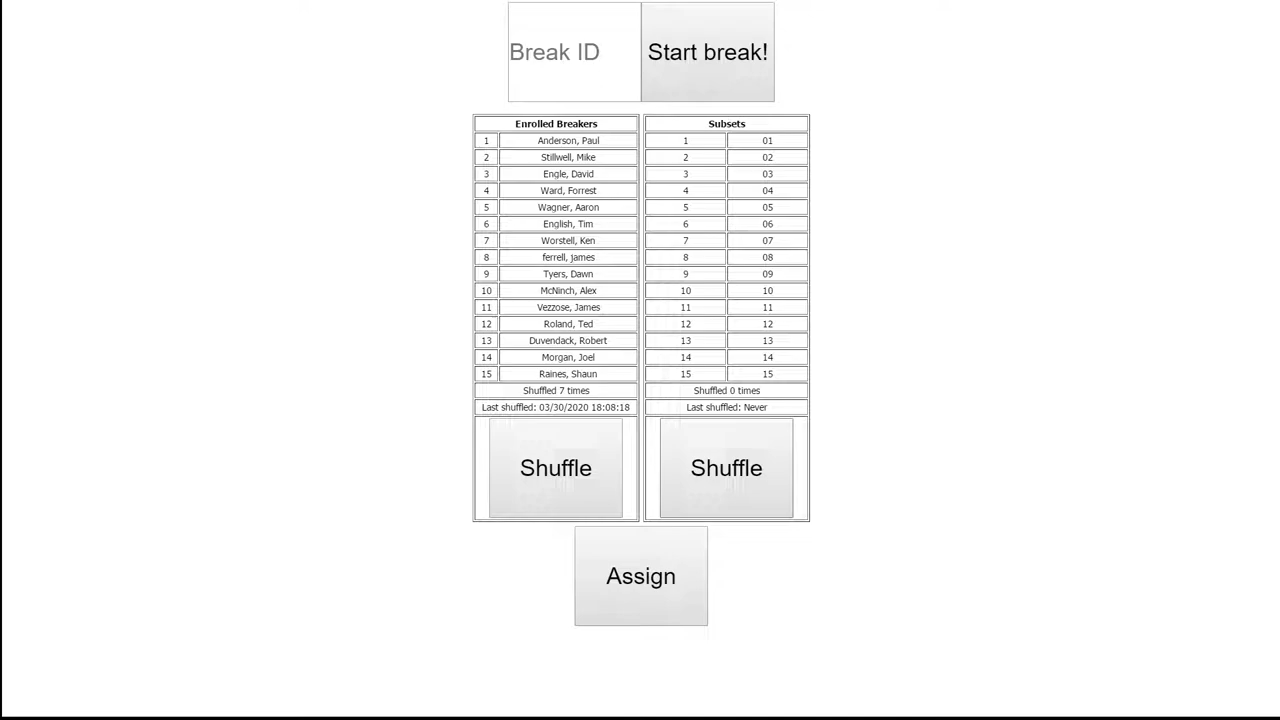 Break ID Start break!
Enrolled Breakers
1 Anderson, Paul
2 Stillwell, Mike
3 Engle, David
4 Ward, Forrest
5 Wagner, Aaron
6 English, Tim
7 Worstell, Ken
8 ferrell, james
9 Tyers, Dawn
10 McNinch, Alex
11 Vezzose, James
12 Roland, Ted
13 Duvendack, Robert
14 Morgan, Joel
15 Raines, Shaun
Shuffled 7 times
Last shuffled: 03/30/2020 18:08:18
Shuffle
Subsets
1 01
2 02
3 03
4 04
5 05
6 06
7 07
8 08
9 09
10 10
11 11
12 12
13 13
14 14
15 15
Shuffled 0 times
Last shuffled: Never
Shuffle
Assign